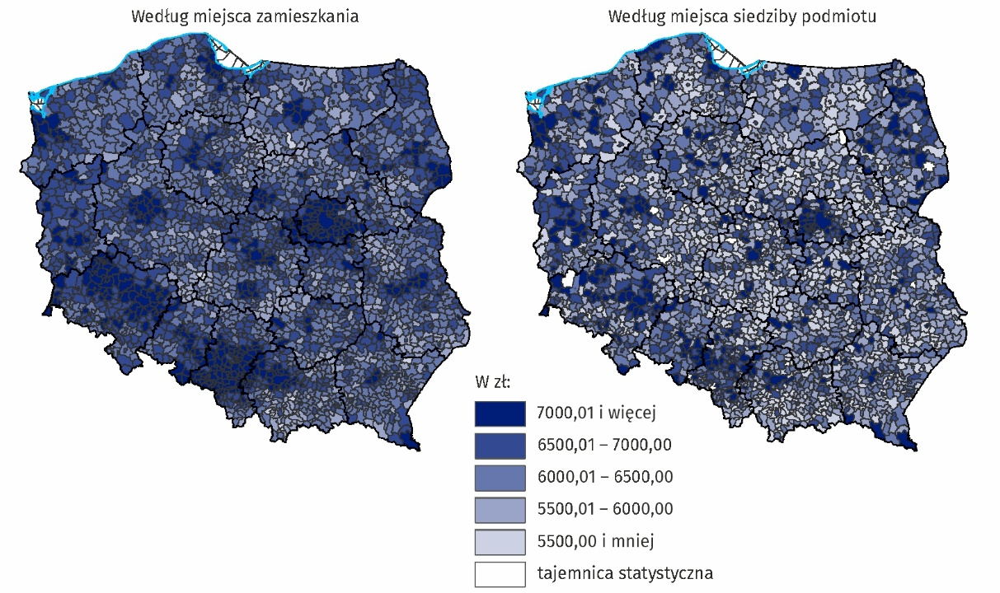 Według miejsca zamieszkania
Według miejsca siedziby podmiotu
W zł:
7000,01 i więcej
6500,01 – 7000,00
6000,01 – 6500,00
5500,01 – 6000,00
5500,00 i mniej
tajemnica statystyczna